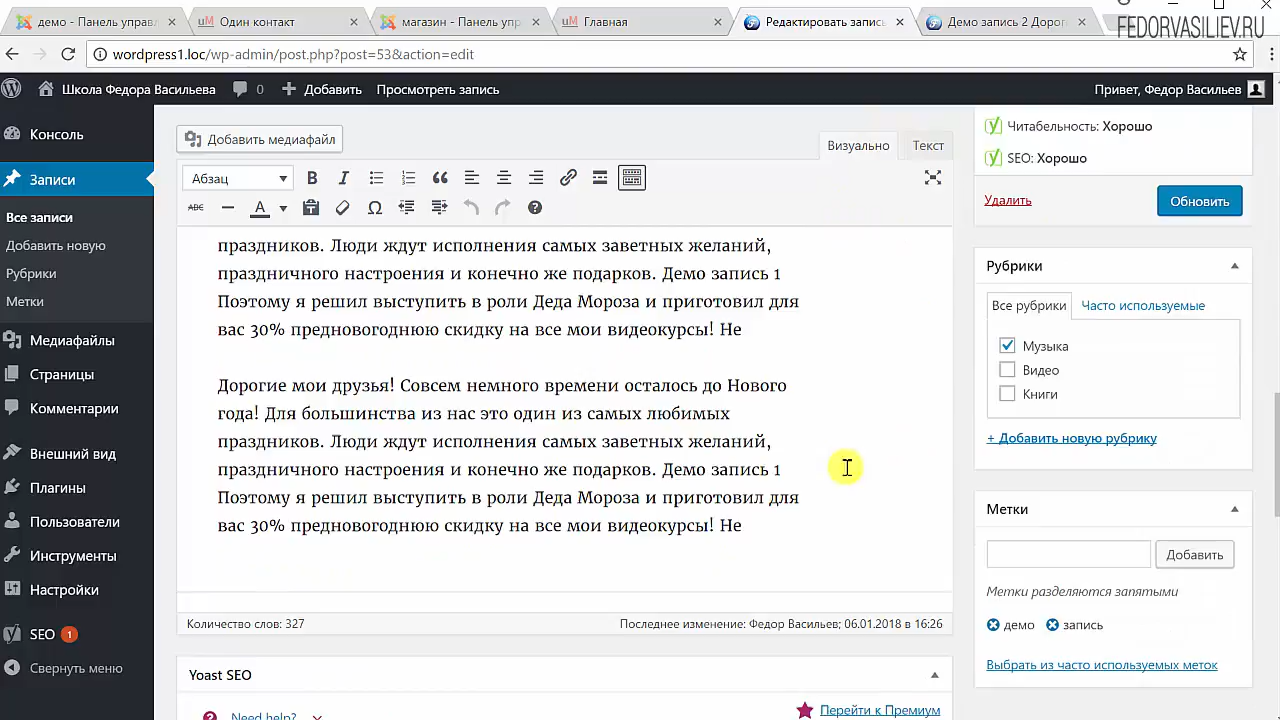 демо - Панель управл
Один контакт
магазин - Панель упр
Главная
Редактировать запись
Демо запись 2 Дорог
FEDORVASILIEV.RU
wordpress1.loc/wp-admin/post.php?post=53&action=edit
Школа Федора Васильева
0
Добавить
Просмотреть запись
Привет, Федор Васильев
Консоль
Записи
Все записи
Добавить новую
Рубрики
Метки
Медиафайлы
Страницы
Комментарии
Внешний вид
Плагины
Пользователи
Инструменты
Настройки
SEO 1
Свернуть меню
Добавить медиафайл
Визуально
Текст
Абзац
B I
ABC
A
праздников. Люди ждут исполнения самых заветных желаний,
праздничного настроения и конечно же подарков. Демо запись 1
Поэтому я решил выступить в роли Деда Мороза и приготовил для
вас 30% предновогоднюю скидку на все мои видеокурсы! Не
Дорогие мои друзья! Совсем немного времени осталось до Нового
года! Для большинства из нас это один из самых любимых
праздников. Люди ждут исполнения самых заветных желаний,
праздничного настроения и конечно же подарков. Демо запись 1
Поэтому я решил выступить в роли Деда Мороза и приготовил для
вас 30% предновогоднюю скидку на все мои видеокурсы! Не
Количество слов: 327
Последнее изменение: Федор Васильев; 06.01.2018 в 16:26
Yoast SEO
Need help?
Перейти к Премиум
Читабельность: Хорошо
SEO: Хорошо
Удалить
Обновить
Рубрики
Все рубрики
Часто используемые
Музыка
Видео
Книги
+ Добавить новую рубрику
Метки
Добавить
Метки разделяются запятыми
демо
запись
Выбрать из часто используемых меток